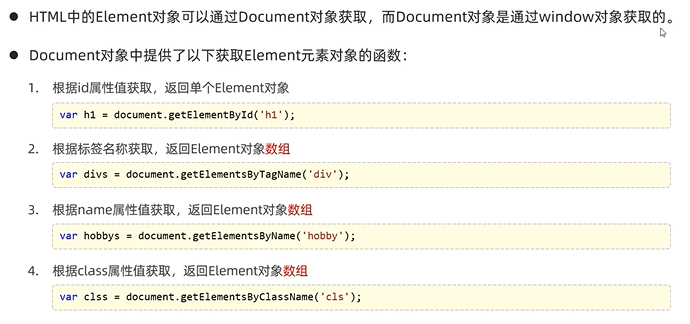 ● HTML中的Element对象可以通过Document对象获取，而Document对象是通过window对象获取的。
● Document对象中提供了以下获取Element元素对象的函数：
1. 根据id属性值获取，返回单个Element对象
var h1 = document.getElementById('h1');
2. 根据标签名称获取，返回Element对象数组
var divs = document.getElementsByTagName('div');
3. 根据name属性值获取，返回Element对象数组
var hobbys = document.getElementsByName('hobby');
4. 根据class属性值获取，返回Element对象数组
var clss = document.getElementsByClassName('cls');